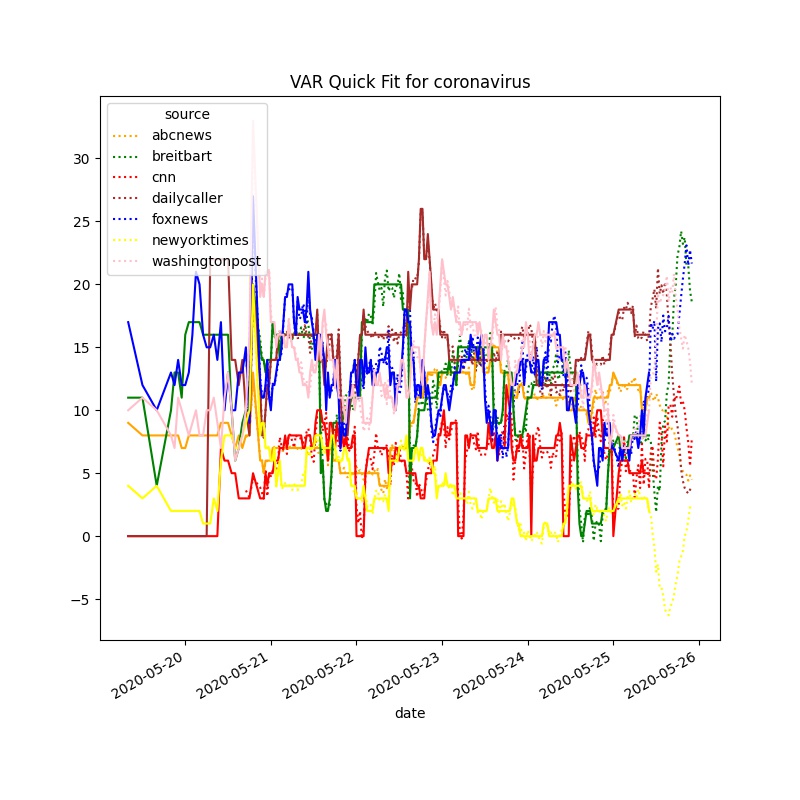 VAR Quick Fit for coronavirus
source
abcnews
breitbart
cnn
dailycaller
foxnews
newyorktimes
washingtonpost
30
25
20
15
10
5
0
−5
2020-05-20
2020-05-21
2020-05-22
2020-05-23
2020-05-24
2020-05-25
2020-05-26
date